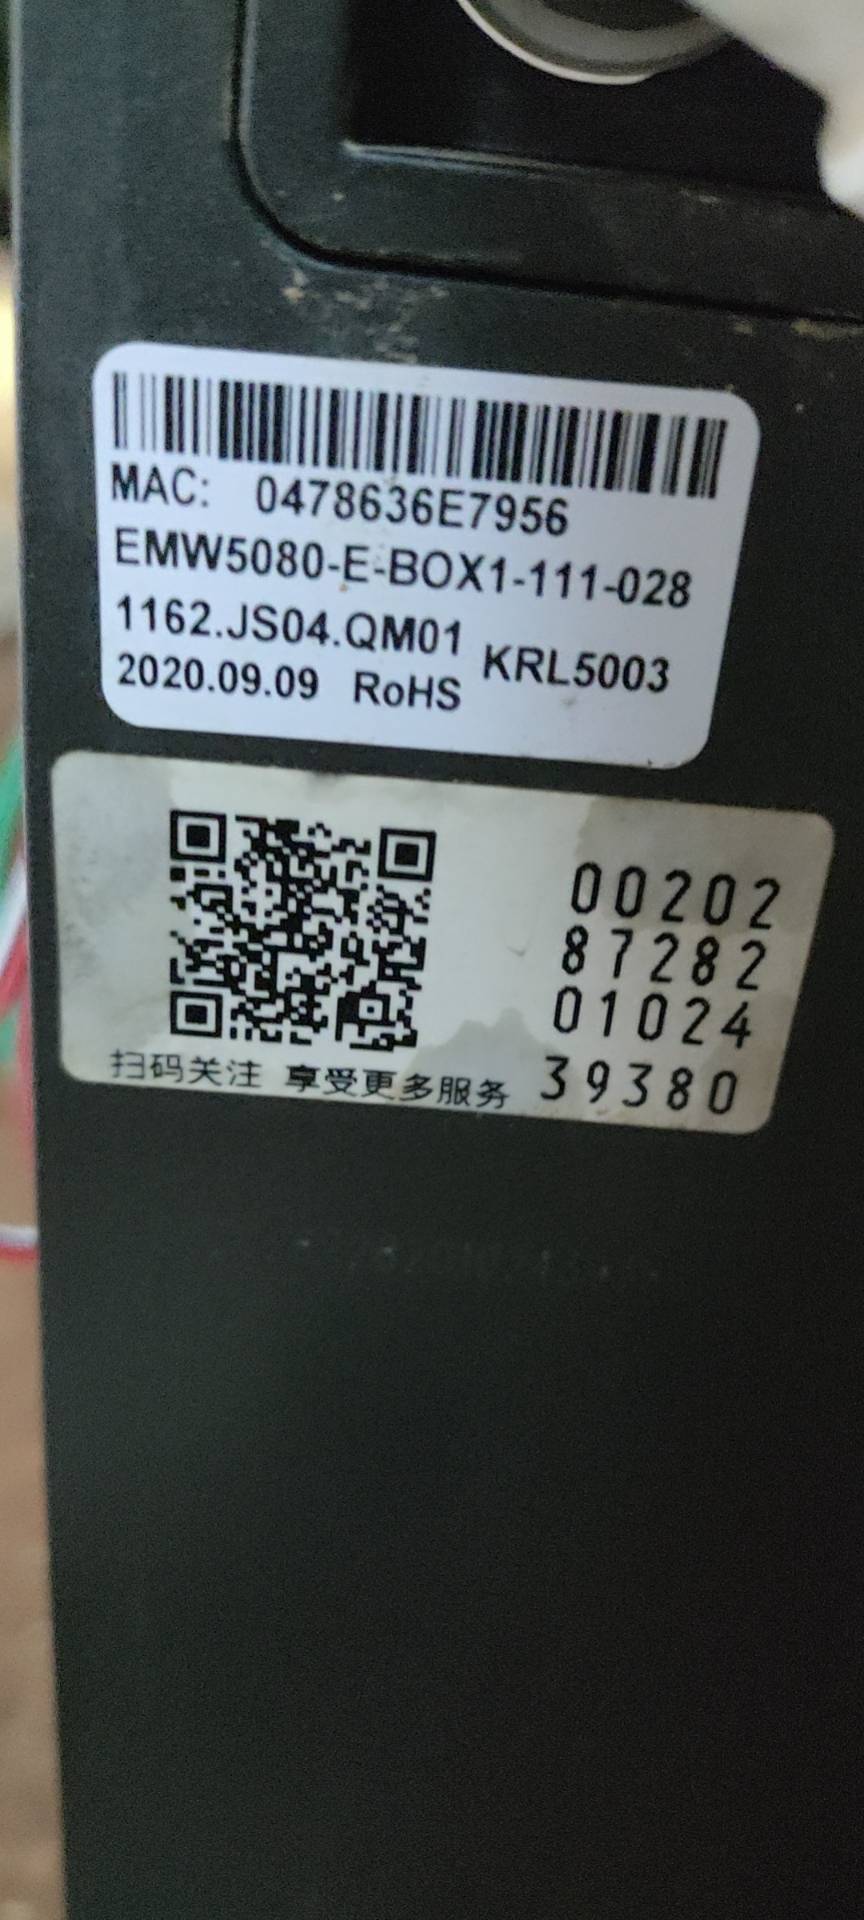 MAC: 0478636E7956
EMW5080-E-BOX1-111-028
1162.JS04.QM01 KRL5003
2020.09.09 RoHS
00202
87282
01024
39380
扫码关注 享受更多服务